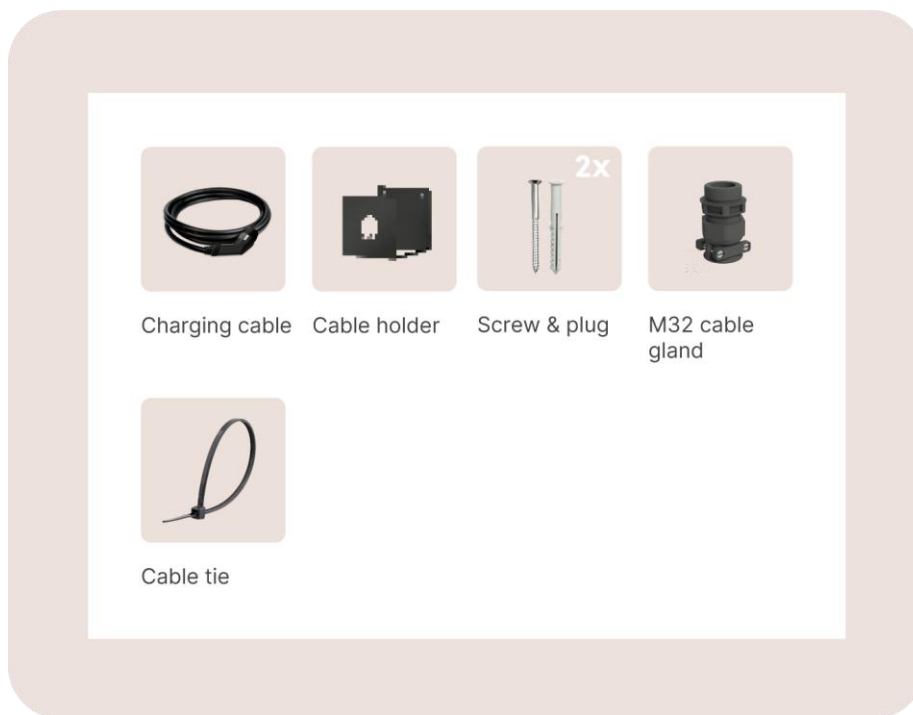 2x
Charging cable
Cable holder
Screw & plug
M32 cable
gland
Cable tie